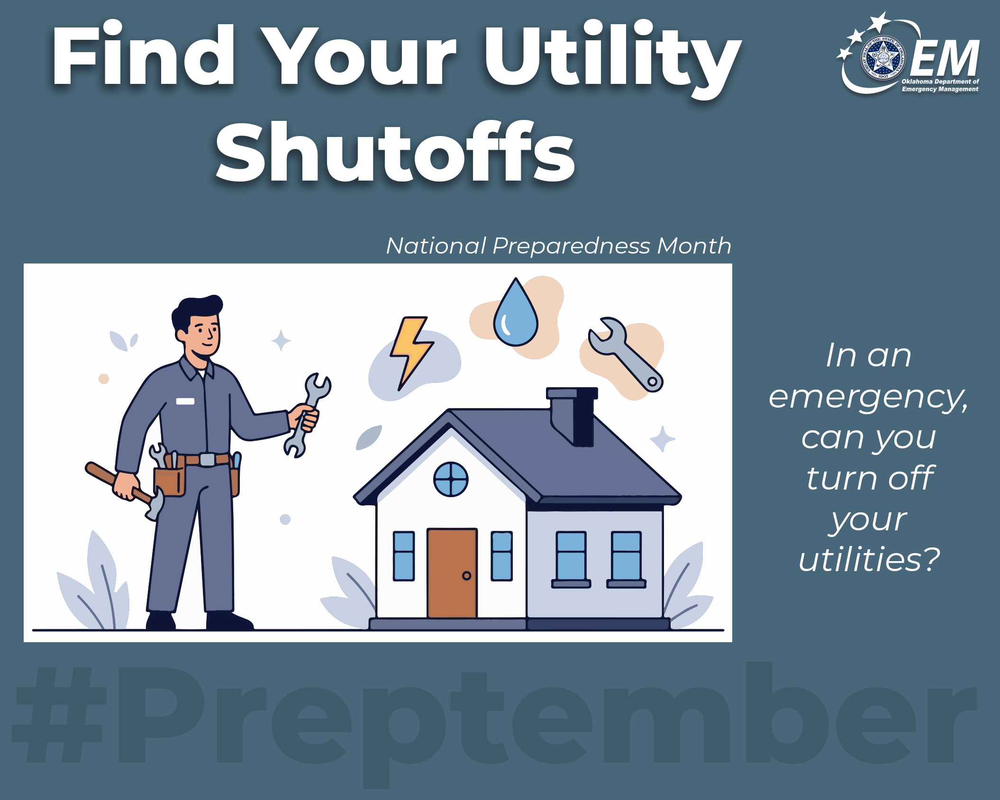 Find Your Utility
Shutoffs
GREAT SEAL OF THE STATE OF OKLAHOMA
1907
EM
Oklahoma Department of
Emergency Management
National Preparedness Month
In an
emergency,
can you
turn off
your
utilities?
#Preptember